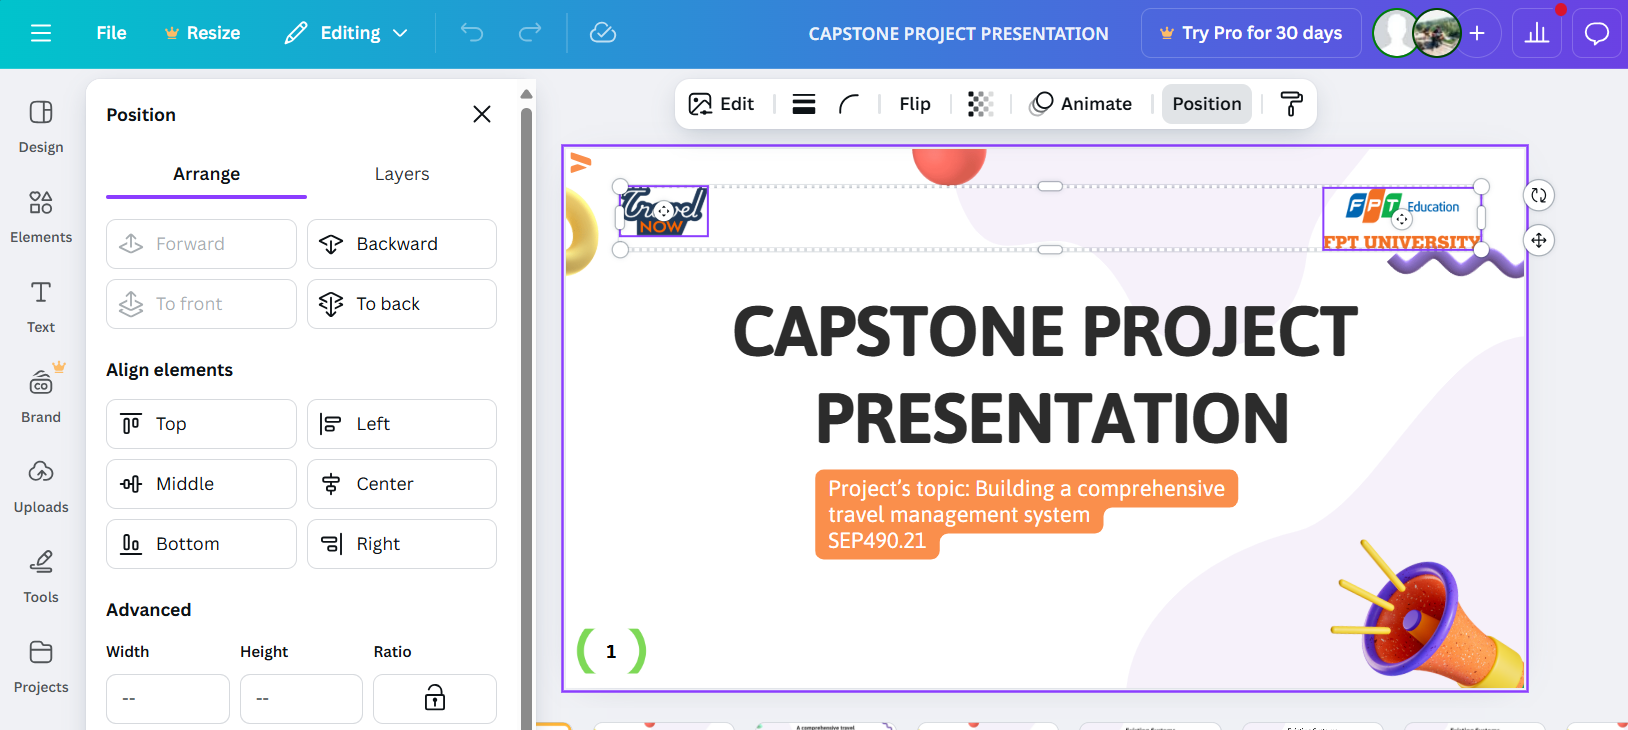 File
Resize
Editing
CAPSTONE PROJECT PRESENTATION
Try Pro for 30 days
Design
Elements
Text
Brand
Uploads
Tools
Projects
Position
Arrange
Layers
Forward
Backward
To front
To back
Align elements
Top
Left
Middle
Center
Bottom
Right
Advanced
Width
Height
Ratio
--
--
Edit
Flip
Animate
Position
Travel
NOW
FPT Education
FPT UNIVERSITY
CAPSTONE PROJECT
PRESENTATION
Project's topic: Building a comprehensive
travel management system
SEP490.21
1
A comprehensive travel